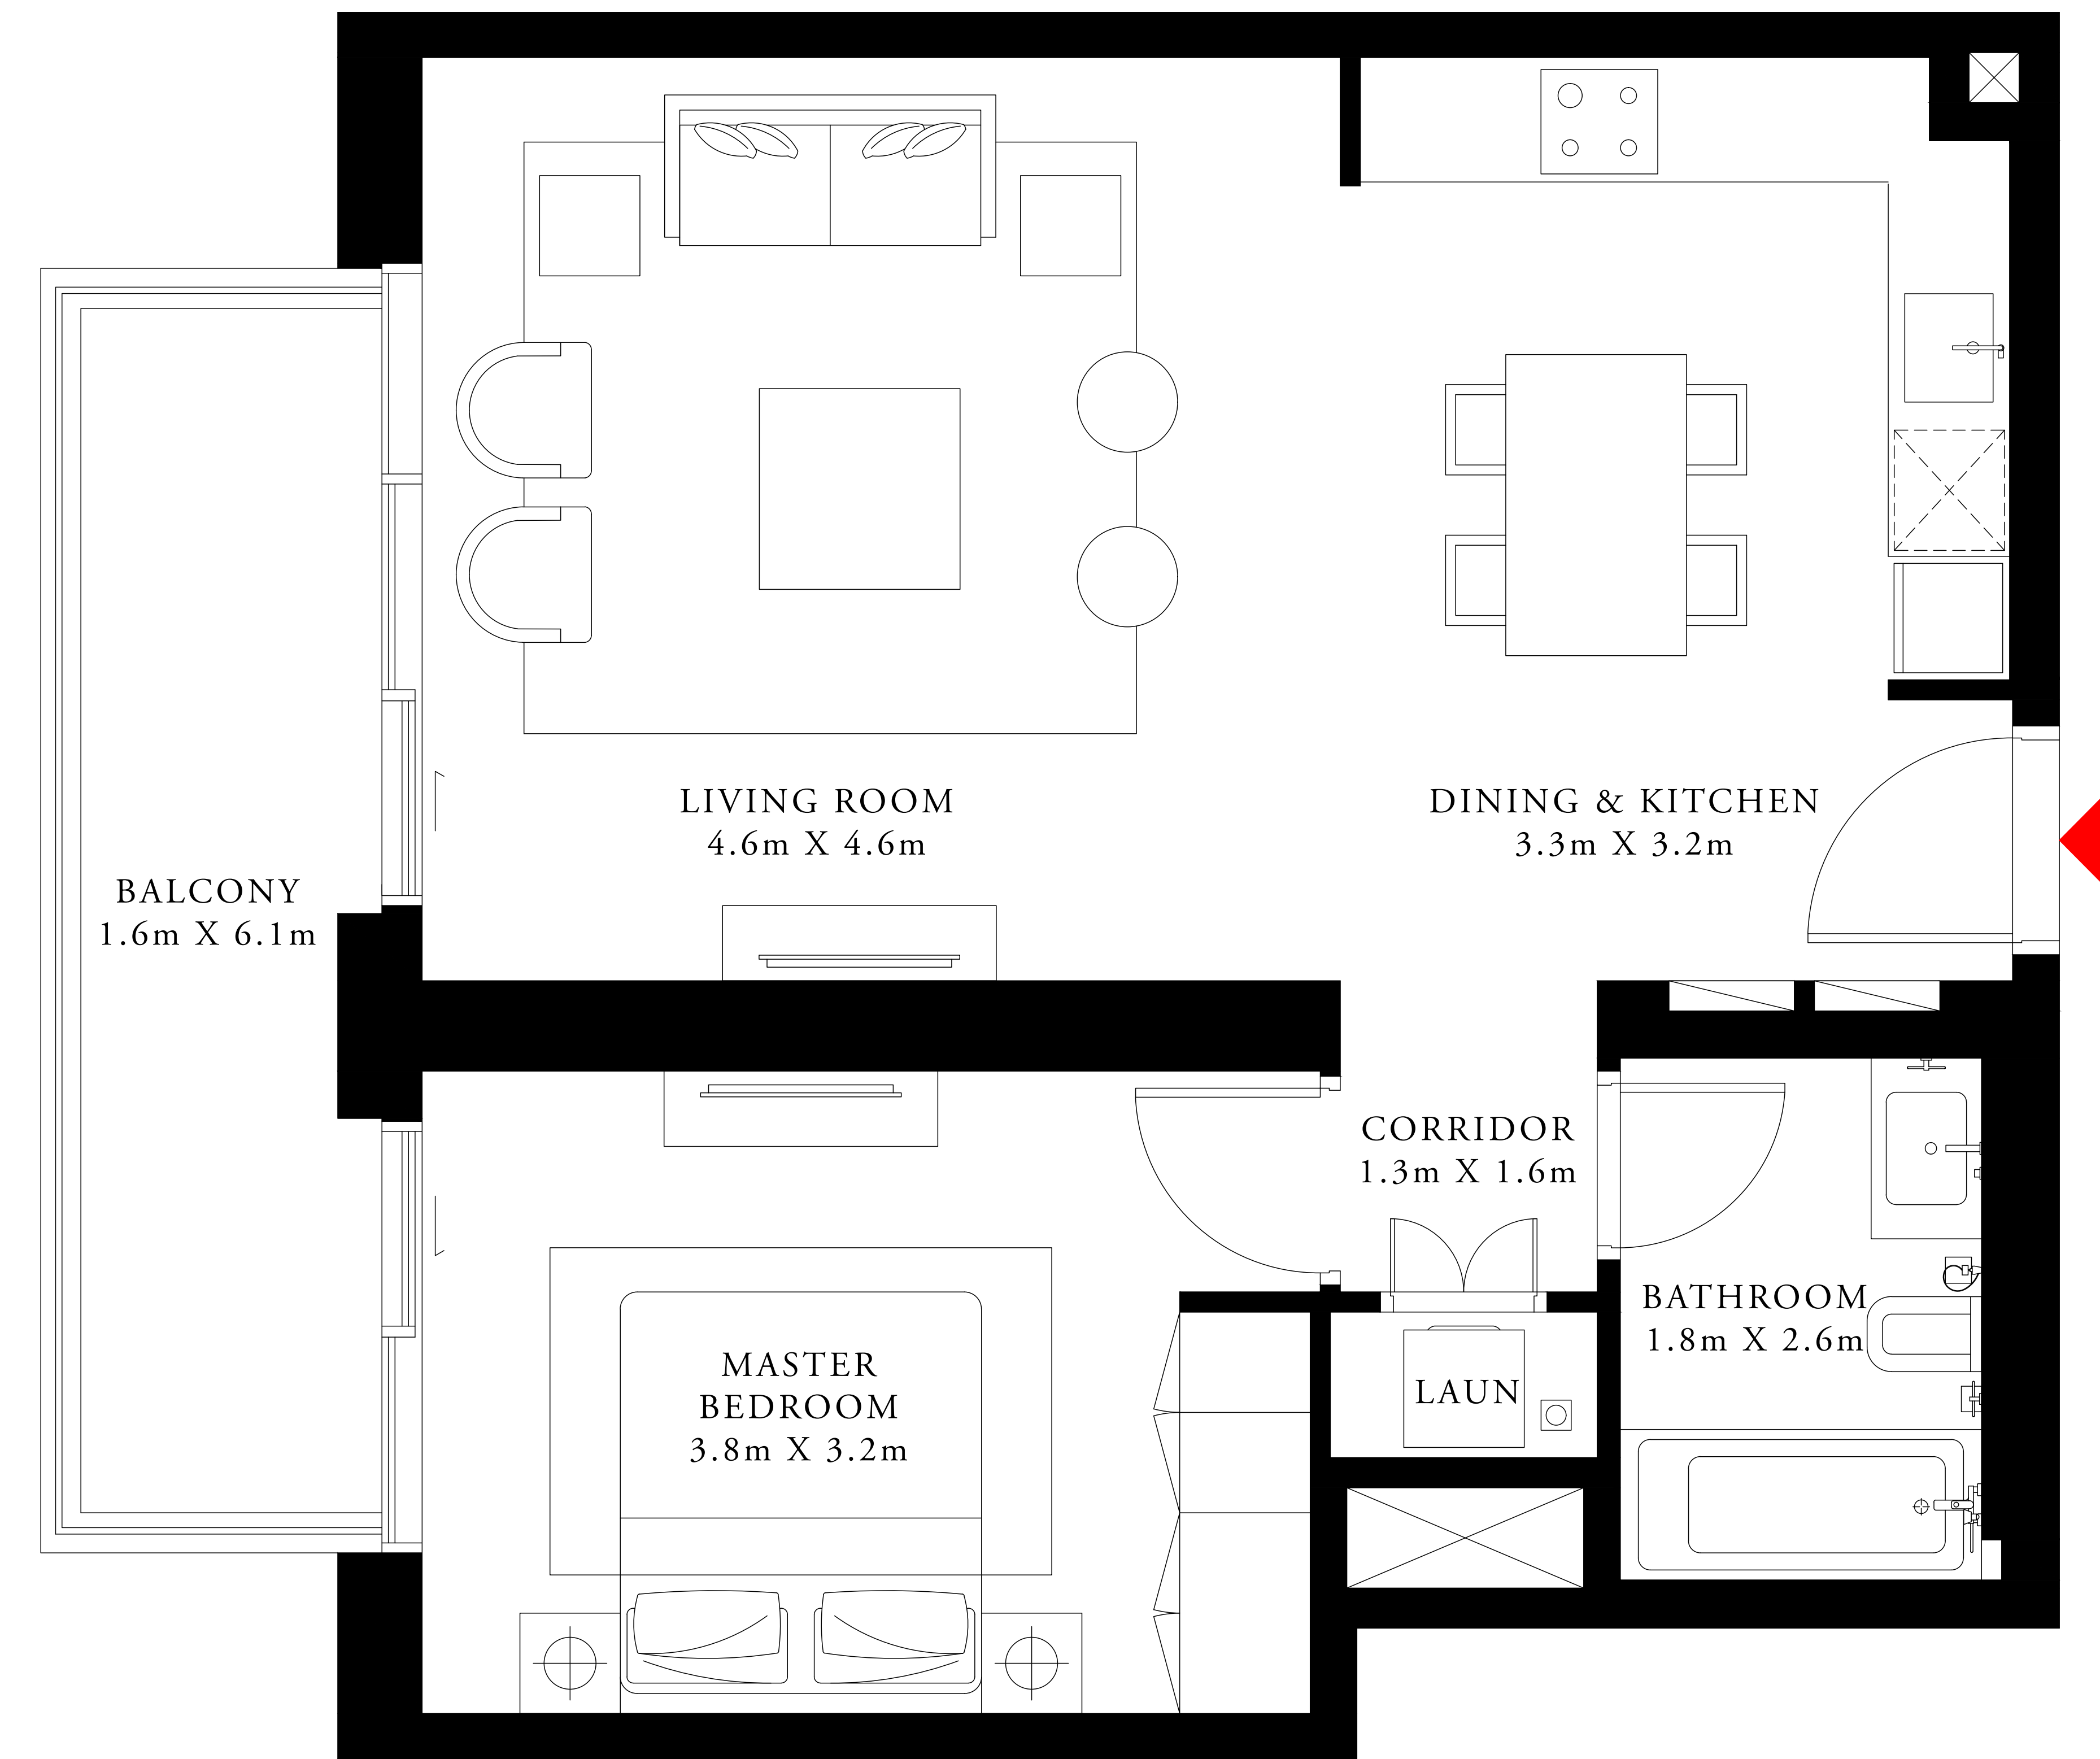 LIVING ROOM
4.6m X 4.6m
DINING & KITCHEN
3.3m X 3.2m
BALCONY
1.6m X 6.1m
CORRIDOR
1.3m X 1.6m
BATHROOM
1.8m X 2.6m
MASTER
BEDROOM
3.8m X 3.2m
LAUN